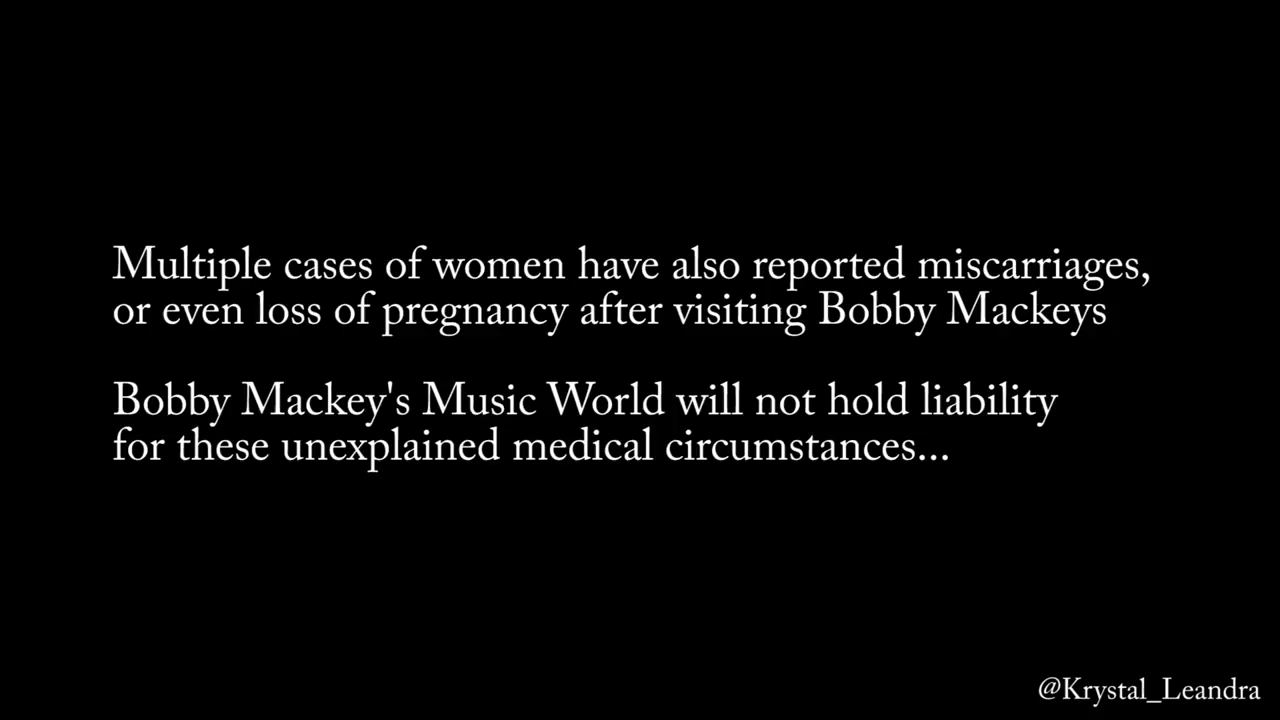 Multiple cases of women have also reported miscarriages,
or even loss of pregnancy after visiting Bobby Mackeys
Bobby Mackey's Music World will not hold liability
for these unexplained medical circumstances...
@Krystal_Leandra